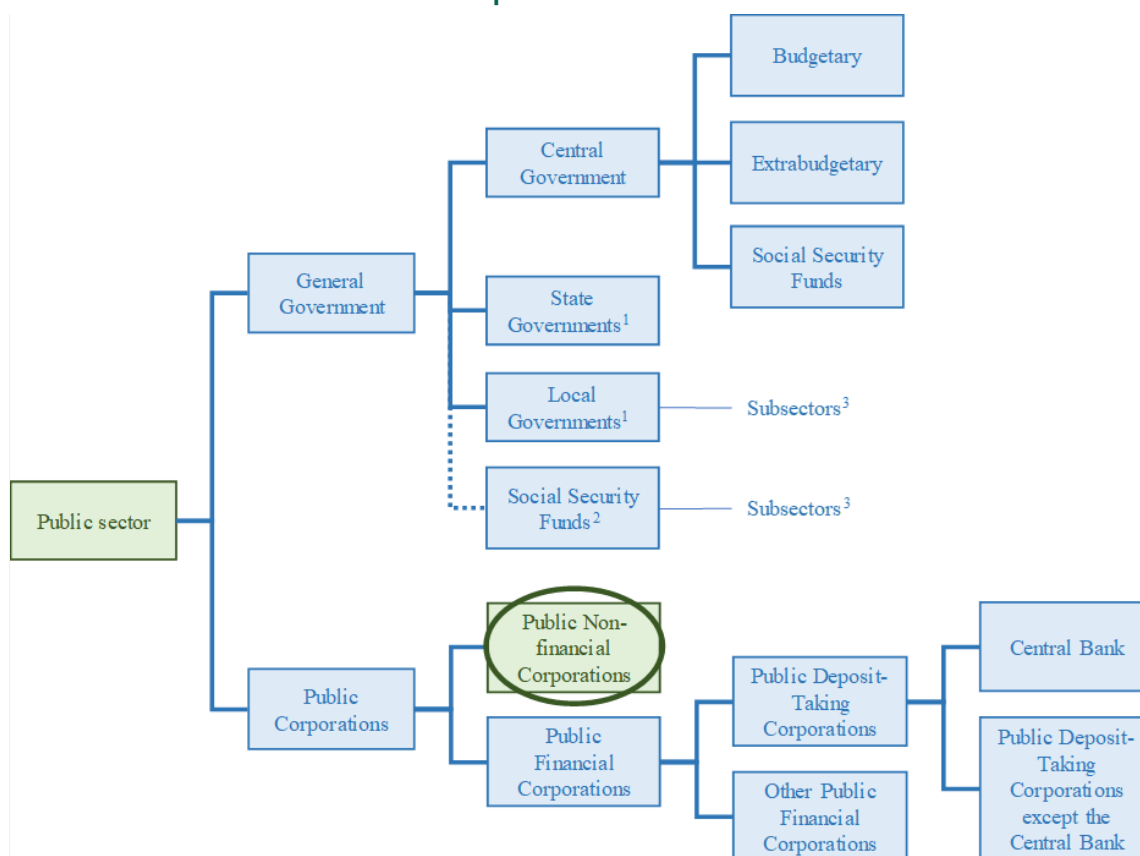 Budgetary
Central
Government
Extrabudgetary
Social Security
Funds
General
Government
State
Governments¹
Local
Governments¹
Subsectors³
Social Security
Funds²
Subsectors³
Public sector
Public Non-
financial
Corporations
Central Bank
Public
Corporations
Public Deposit-
Taking
Corporations
Public
Financial
Corporations
Public Deposit-
Taking
Corporations
except the
Central Bank
Other Public
Financial
Corporations